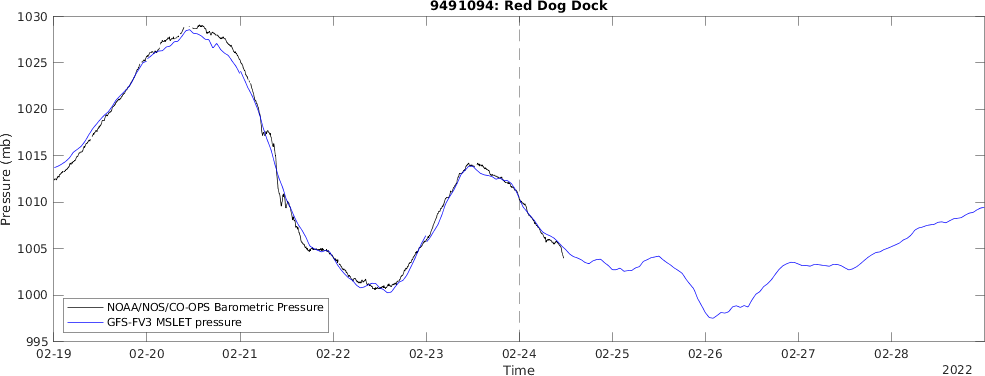 9491094: Red Dog Dock
Pressure (mb)
1030
1025
1020
1015
1010
1005
1000
995
NOAA/NOS/CO-OPS Barometric Pressure
GFS-FV3 MSLET pressure
02-19 02-20 02-21 02-22 02-23 02-24 02-25 02-26 02-27 02-28
Time
2022